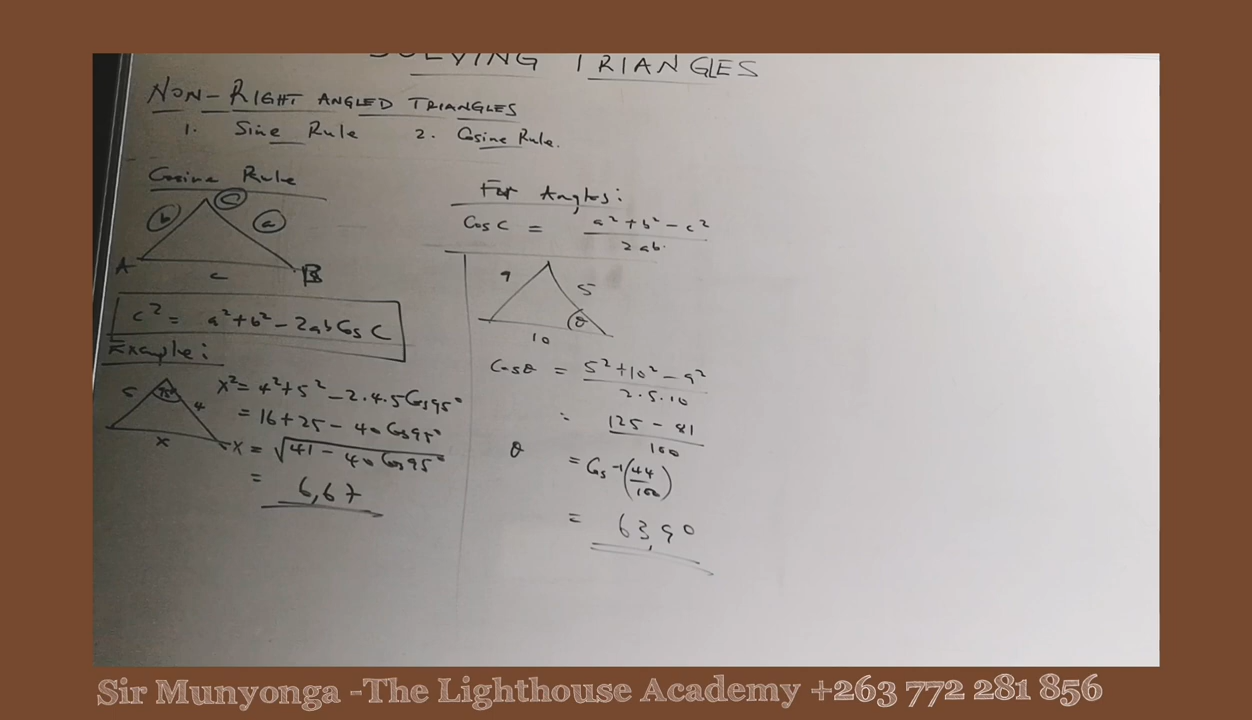 SOLVING TRIANGLES
NON-RIGHT ANGLED TRIANGLES
1. Sine Rule 2. Cosine Rule.
Cosine Rule
C
b a
A c B
c² = a² + b² - 2ab Cos C
Example:
5 95° 4
x
x² = 4² + 5² - 2.4.5 Cos 95°
= 16 + 25 - 40 Cos 95°
x = √41 - 40 Cos 95°
= 6,67
For Angles:
Cos C = a² + b² - c²
2ab.
9 5
θ
10
Cosθ = 5² + 10² - 9²
2.5.10
= 125 - 81
100
θ = Cos⁻¹(44/100)
= 63,9°
Sir Munyonga -The Lighthouse Academy +263 772 281 856